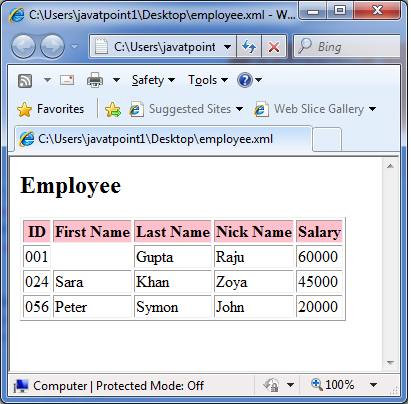 C:\Users\javatpoint1\Desktop\employee.xml - W...
C:\Users\javatpoint
Bing
Safety Tools
Favorites Suggested Sites Web Slice Gallery
C:\Users\javatpoint1\Desktop\employee.xml
Employee
ID First Name Last Name Nick Name Salary
001 Gupta Raju 60000
024 Sara Khan Zoya 45000
056 Peter Symon John 20000
Computer | Protected Mode: Off 100%